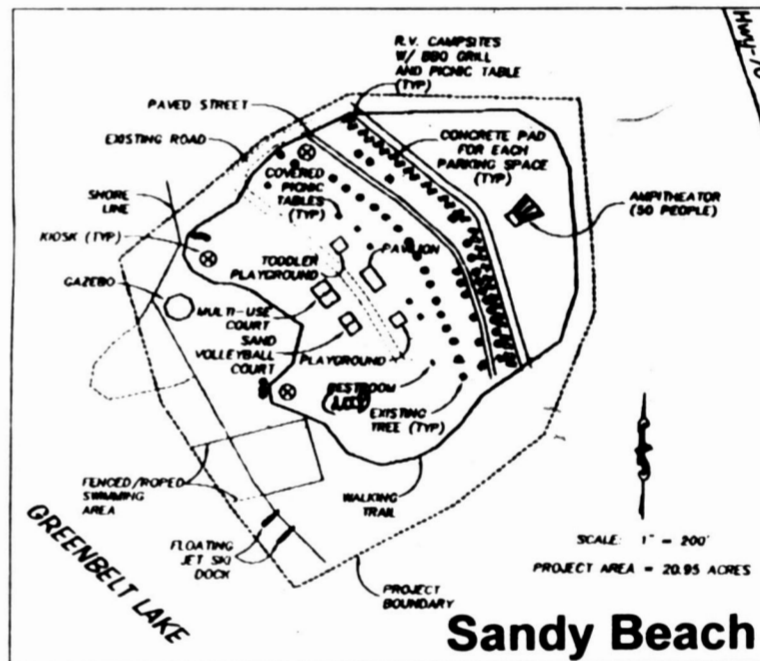 Hwy-70
R.V. CAMPSITES
W/ BBQ GRILL
AND PICNIC TABLE
(TYP)
PAVED STREET
EXISTING ROAD
CONCRETE PAD
FOR EACH
PARKING SPACE
(TYP)
COVERED
PICNIC
TABLES
(TYP)
SHORE
LINE
AMPITHEATOR
(50 PEOPLE)
KIOSK (TYP)
TODDLER
PLAYGROUND
PAVILION
GAZEBO
MULTI-USE
COURT
SAND
VOLLEYBALL
COURT
PLAYGROUND
RESTROOM
EXISTING
TREE (TYP)
FENCED/ROPED
SWIMMING
AREA
WALKING
TRAIL
GREENBELT LAKE
FLOATING
JET SKI
DOCK
SCALE: 1" = 200'
PROJECT AREA = 20.95 ACRES
PROJECT
BOUNDARY
Sandy Beach